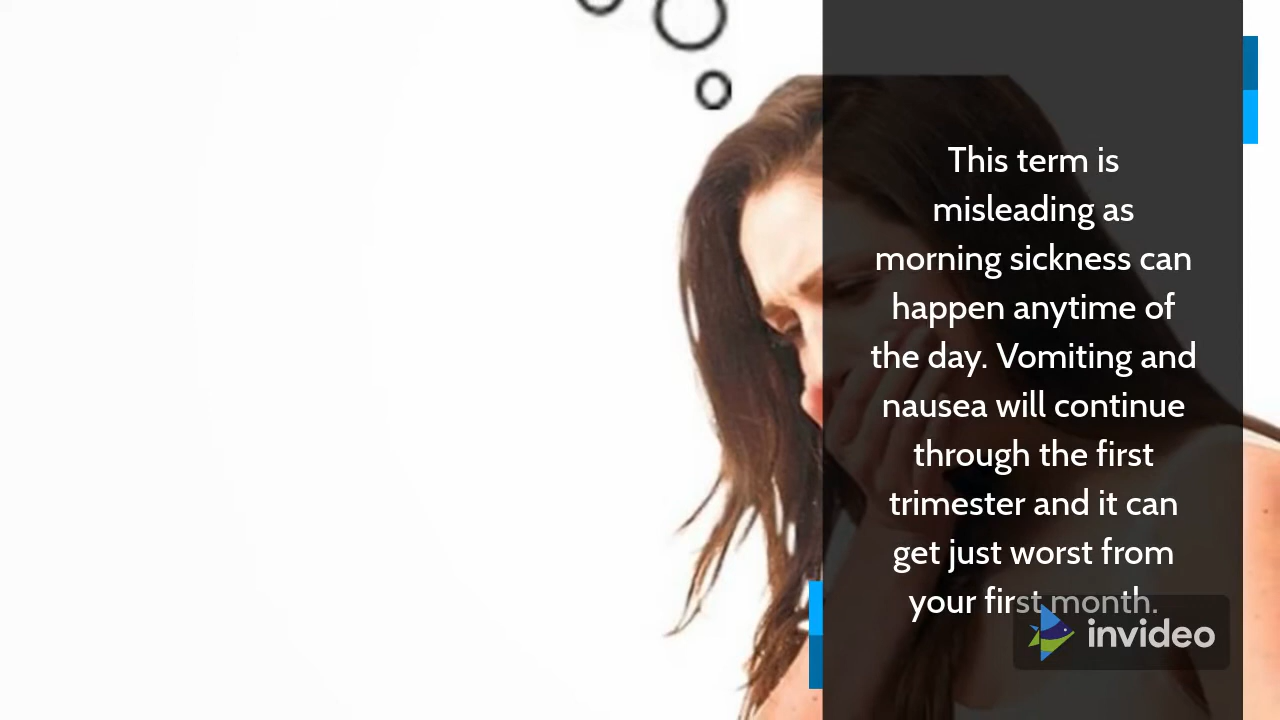 This term is
misleading as
morning sickness can
happen anytime of
the day. Vomiting and
nausea will continue
through the first
trimester and it can
get just worst from
your first month.
invideo